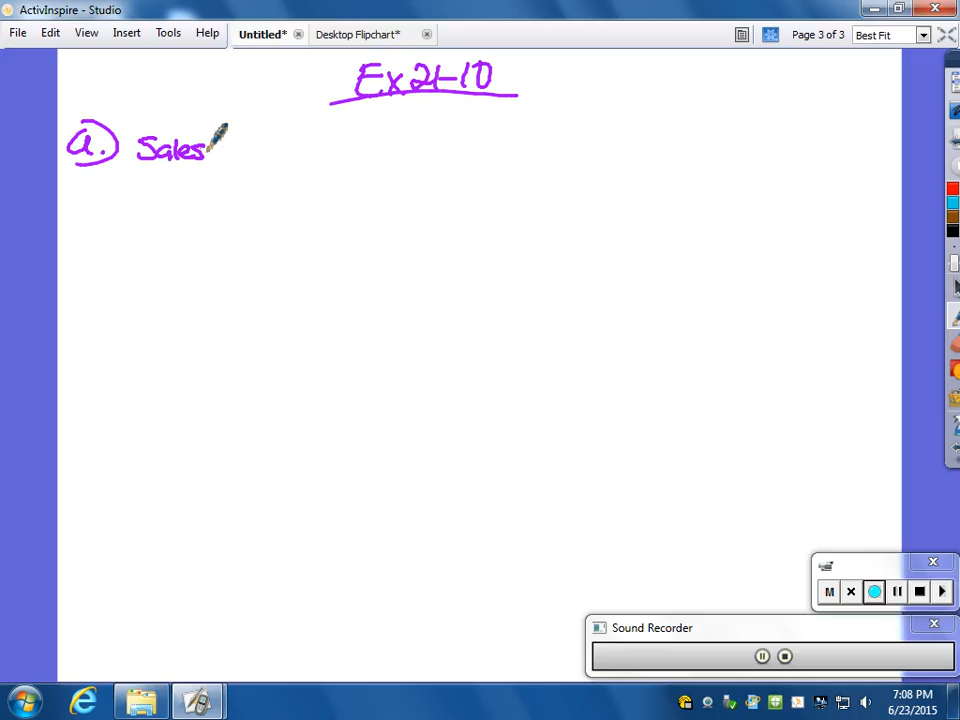 ActivInspire - Studio
File Edit View Insert Tools Help Untitled* Desktop Flipchart* Page 3 of 3 Best Fit
Ex 21-10
a. Sales
M
Sound Recorder
7:08 PM
6/23/2015